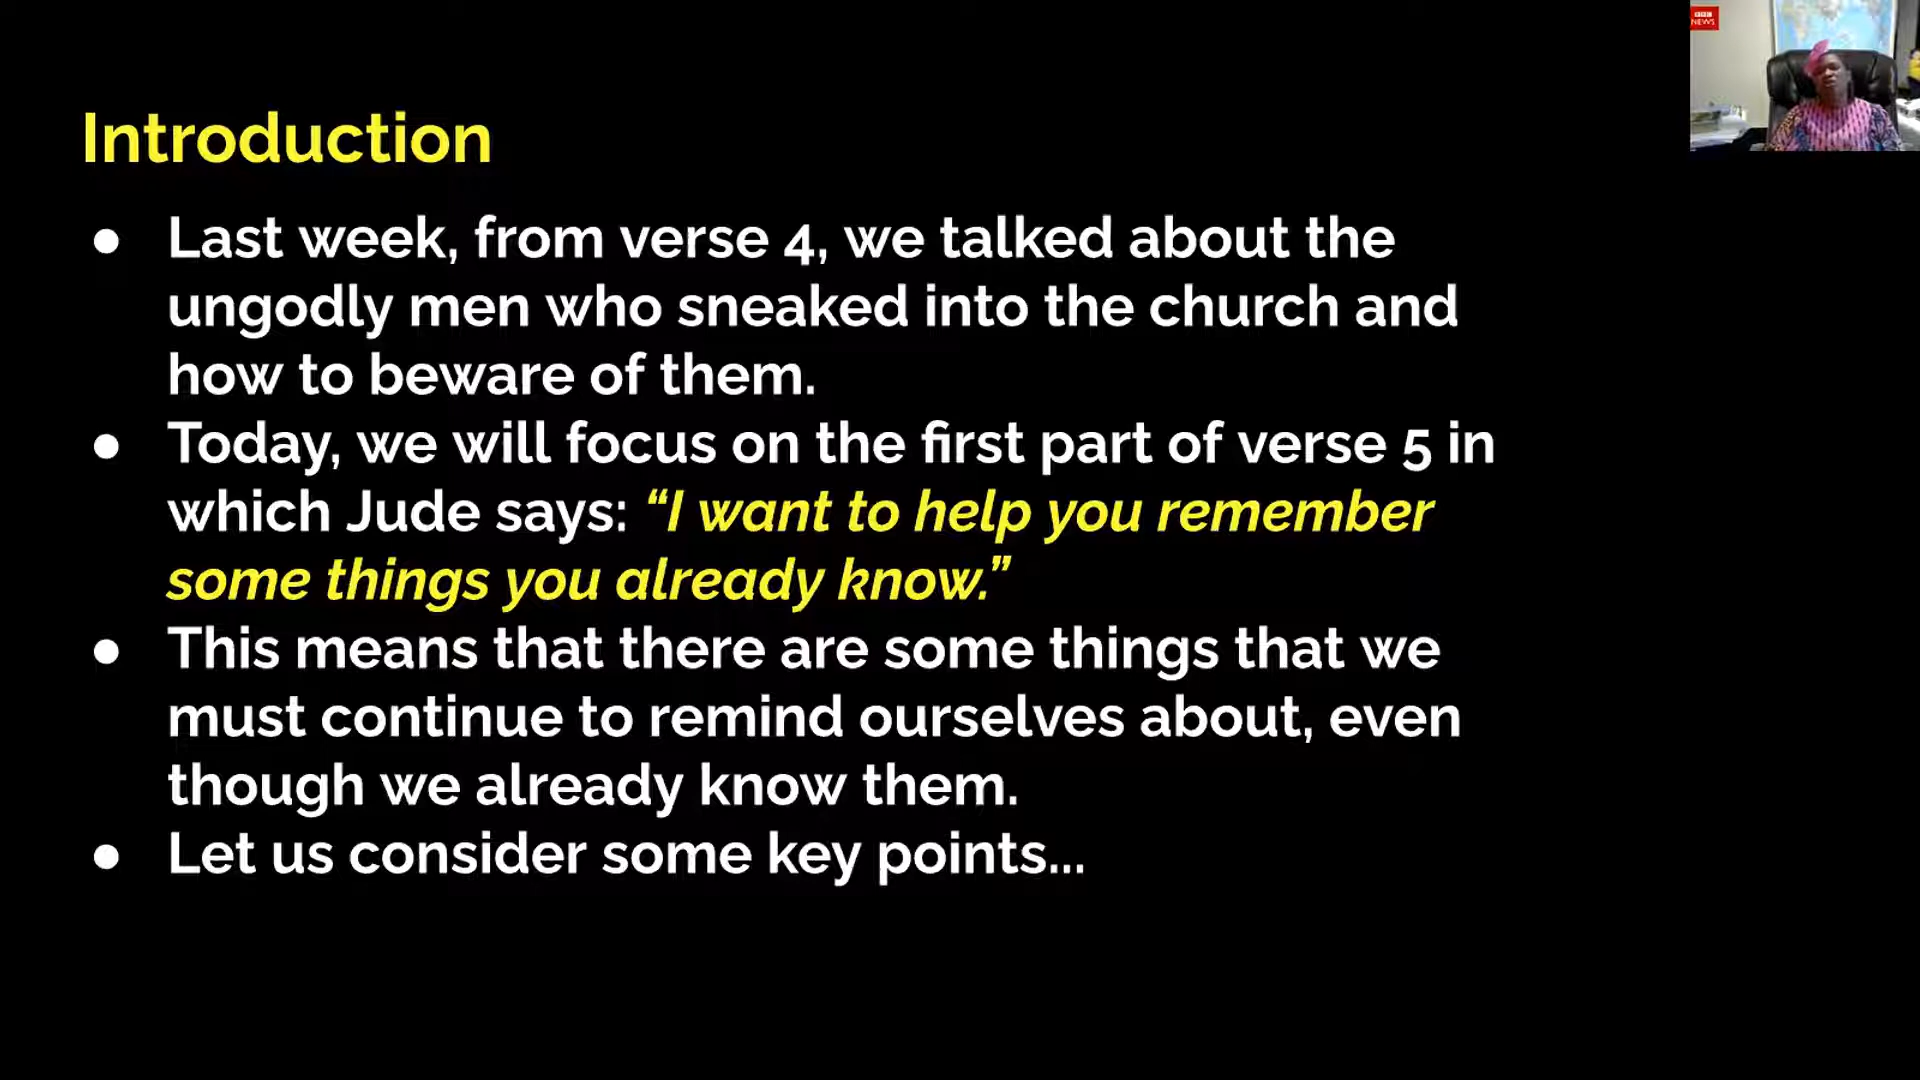 BBC
NEWS
Introduction
● Last week, from verse 4, we talked about the
ungodly men who sneaked into the church and
how to beware of them.
● Today, we will focus on the first part of verse 5 in
which Jude says: “I want to help you remember
some things you already know.”
● This means that there are some things that we
must continue to remind ourselves about, even
though we already know them.
● Let us consider some key points...